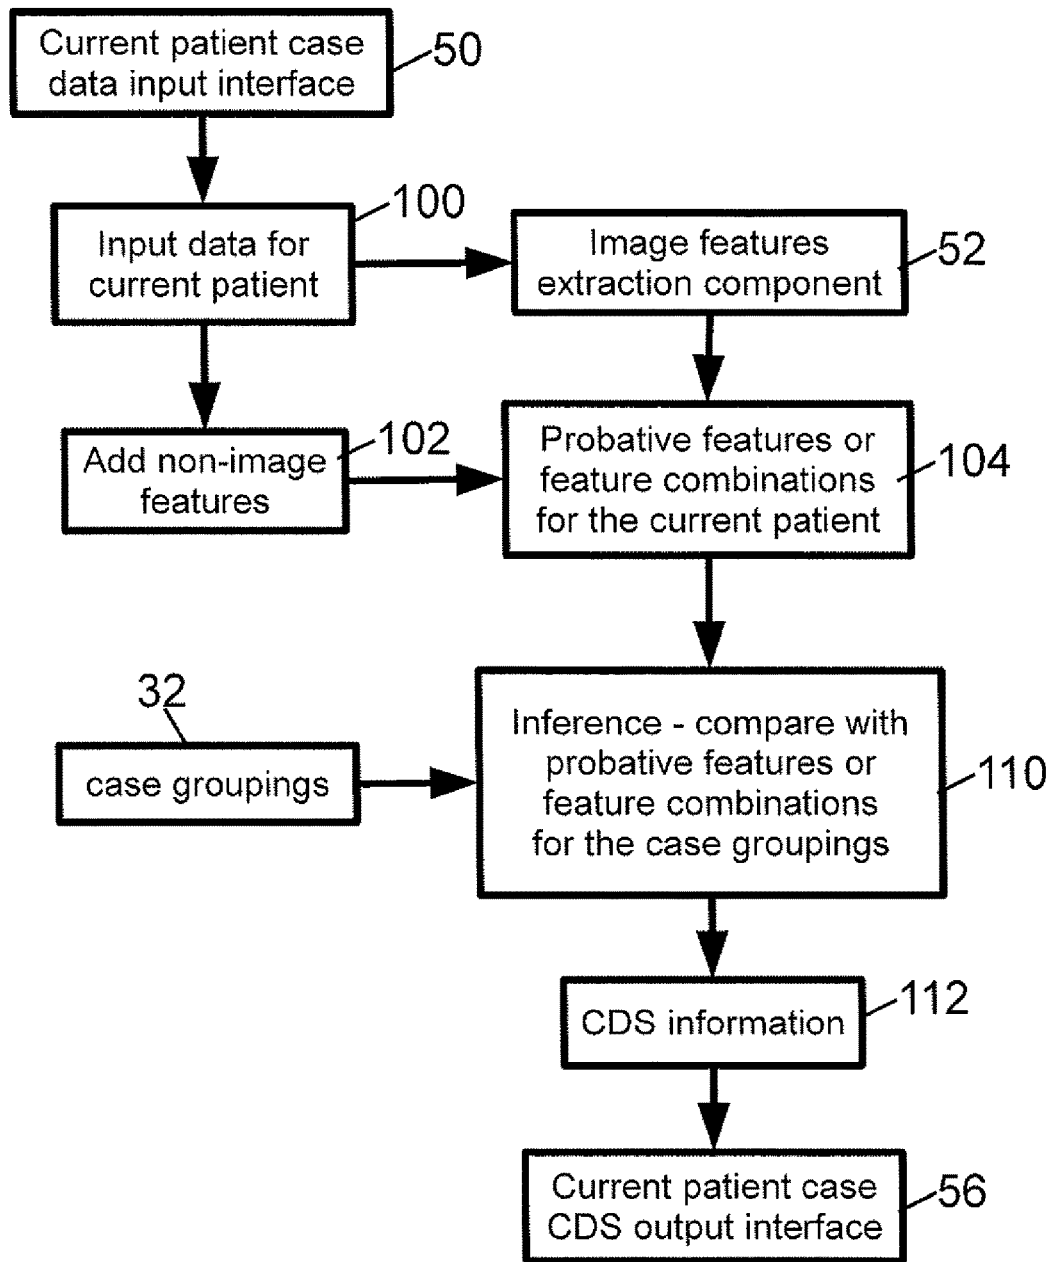 Current patient case
data input interface
50
Input data for
current patient
100
Image features
extraction component
52
Add non-image
features
102
Probative features or
feature combinations
for the current patient
104
32
case groupings
Inference - compare with
probative features or
feature combinations
for the case groupings
110
CDS information
112
Current patient case
CDS output interface
56